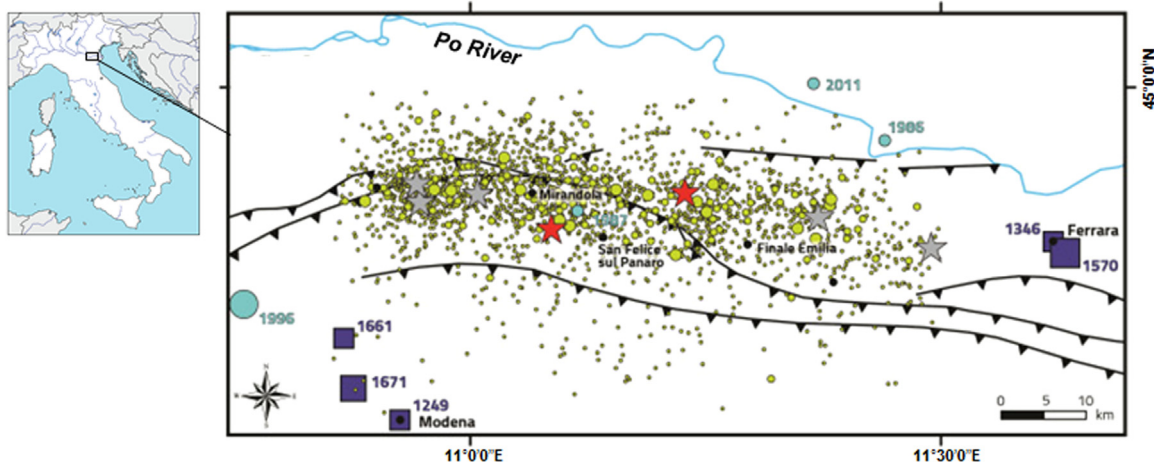 Po River
2011
1986
45°0'0"N
Mirandola
San Felice
sul Panaro
Finale Emilia
1346
Ferrara
1570
1996
1661
1671
1249
Modena
N
0 5 10
km
11°0'0"E
11°30'0"E